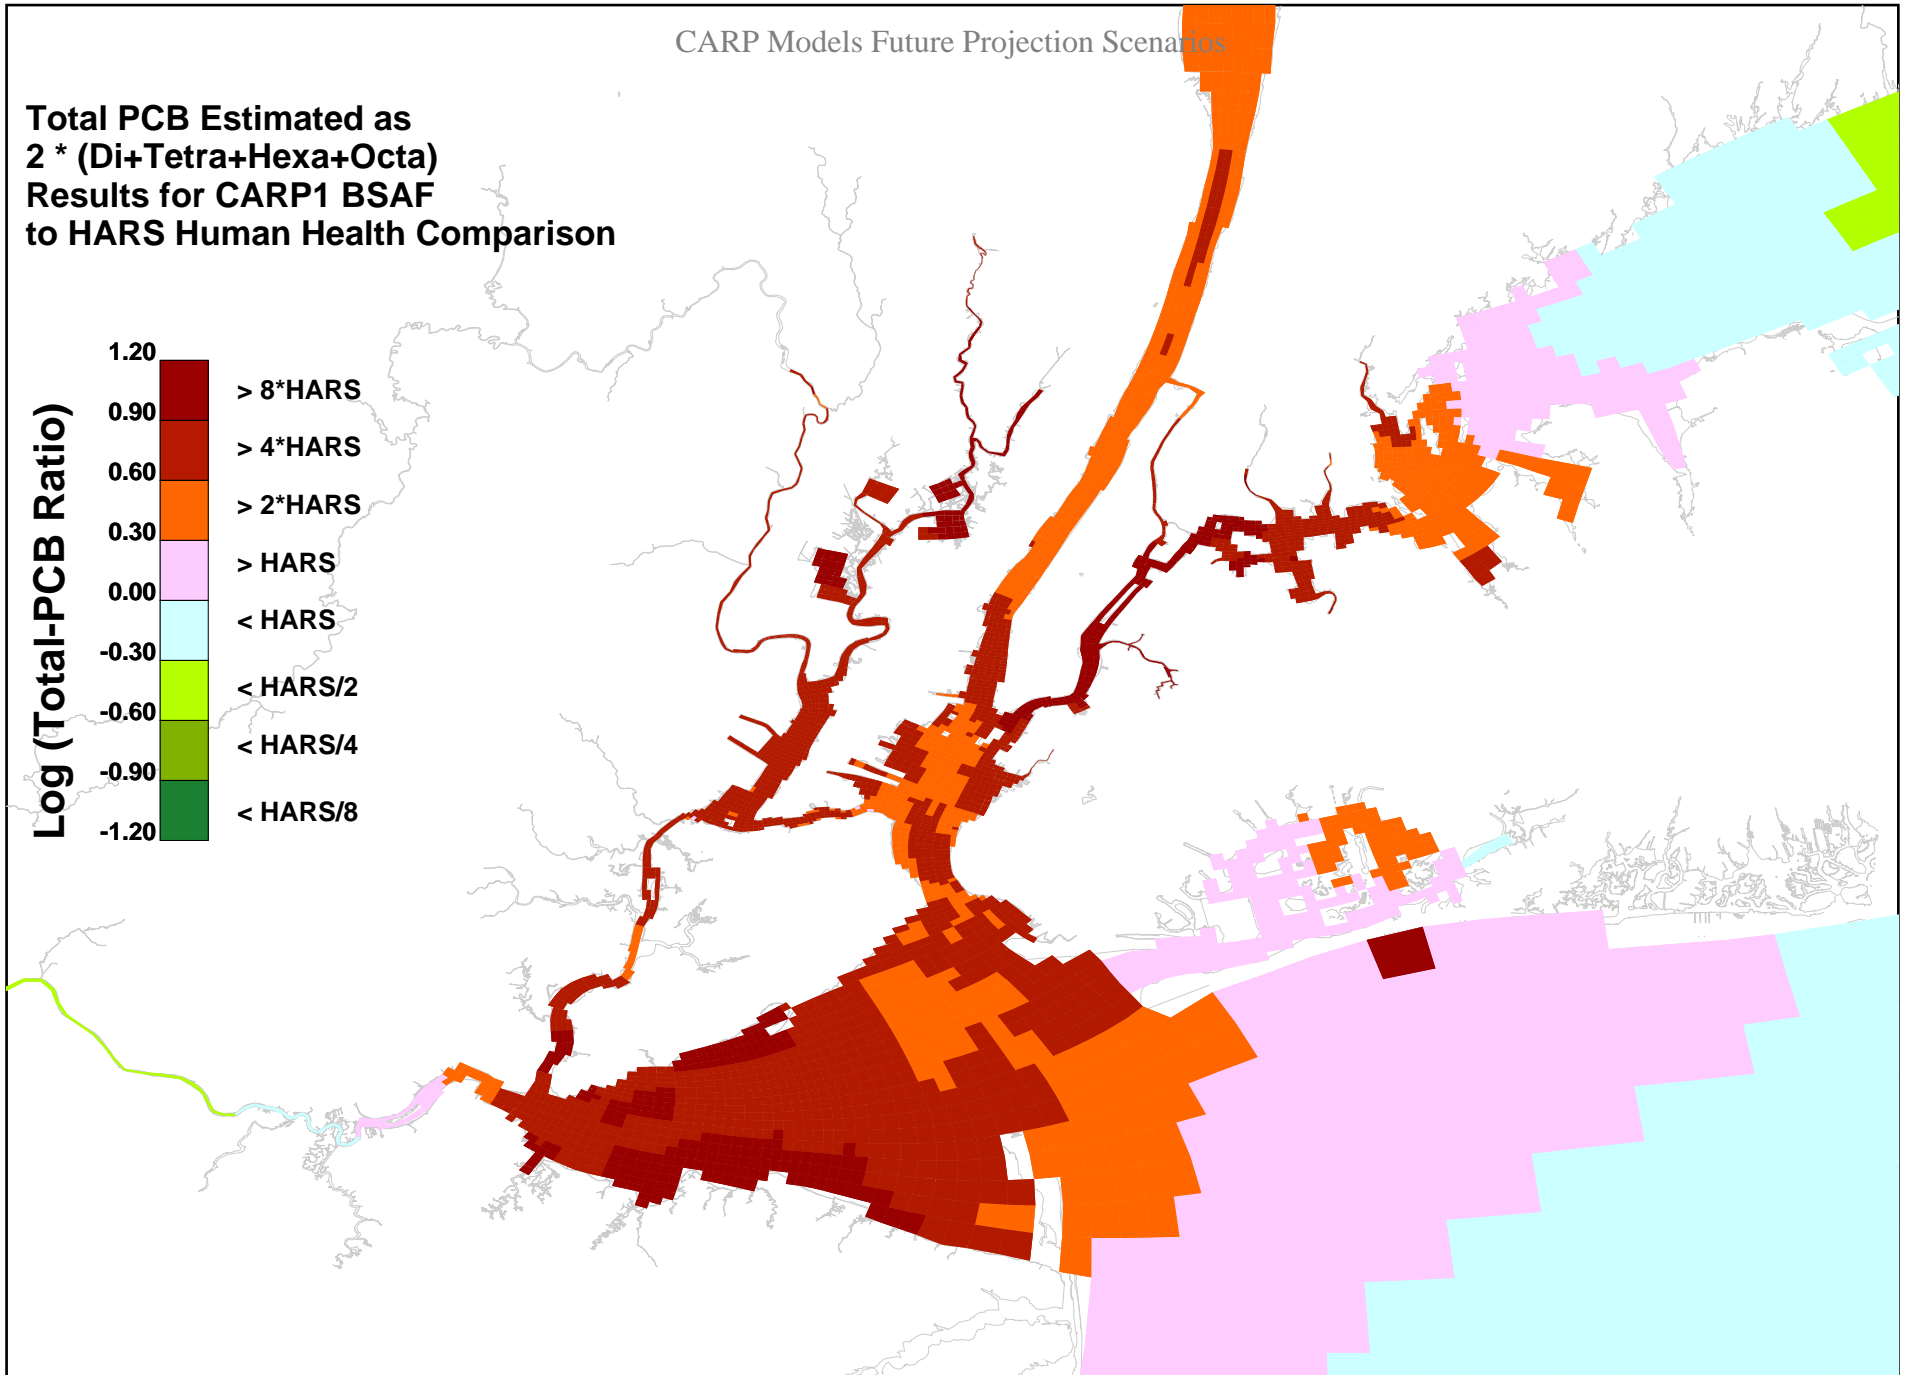 CARP Models Future Projection Scenarios
Total PCB Estimated as
2 * (Di+Tetra+Hexa+Octa)
Results for CARP1 BSAF
to HARS Human Health Comparison
Log (Total-PCB Ratio)
1.20
> 8*HARS
0.90
> 4*HARS
0.60
> 2*HARS
0.30
> HARS
0.00
< HARS
-0.30
< HARS/2
-0.60
< HARS/4
-0.90
< HARS/8
-1.20